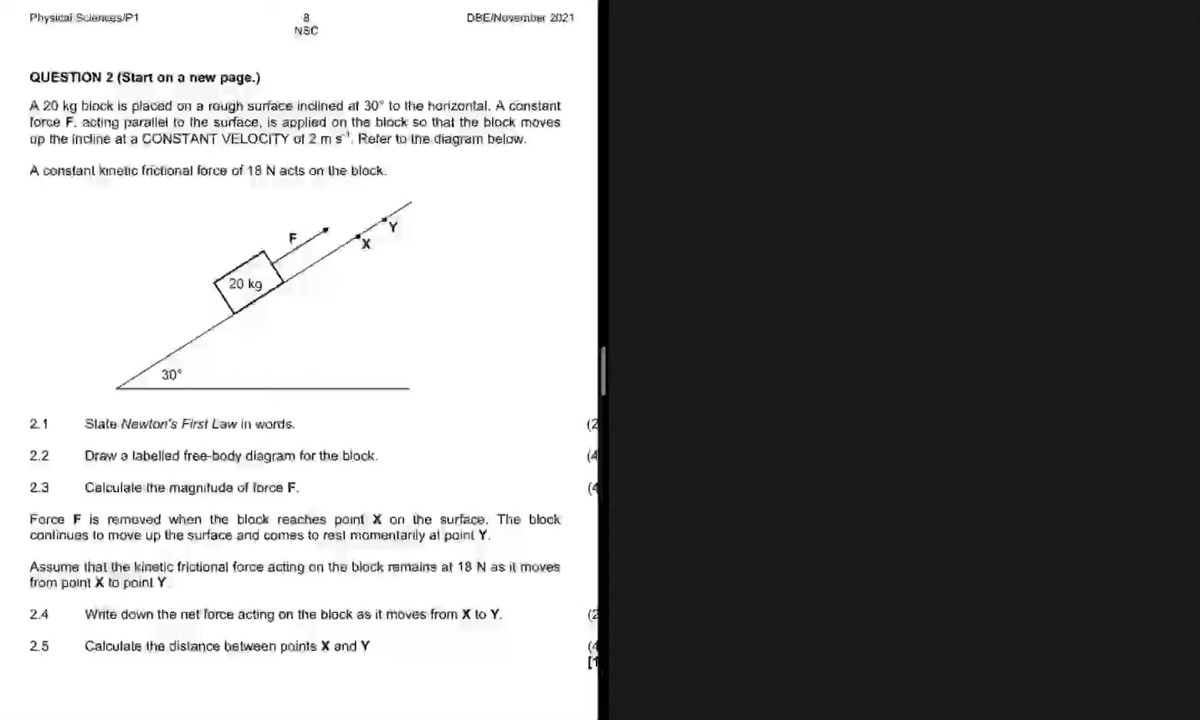 Physical Sciences/P1
8
DBE/November 2021
NSC
QUESTION 2 (Start on a new page.)
A 20 kg block is placed on a rough surface inclined at 30° to the horizontal. A constant
force F, acting parallel to the surface, is applied on the block so that the block moves
up the incline at a CONSTANT VELOCITY of 2 m·s⁻¹. Refer to the diagram below.
A constant kinetic frictional force of 18 N acts on the block.
F
Y
X
20 kg
30°
2.1 State Newton's First Law in words. (2
2.2 Draw a labelled free-body diagram for the block. (4
2.3 Calculate the magnitude of force F. (4
Force F is removed when the block reaches point X on the surface. The block
continues to move up the surface and comes to rest momentarily at point Y.
Assume that the kinetic frictional force acting on the block remains at 18 N as it moves
from point X to point Y.
2.4 Write down the net force acting on the block as it moves from X to Y. (2
2.5 Calculate the distance between points X and Y (4
[1